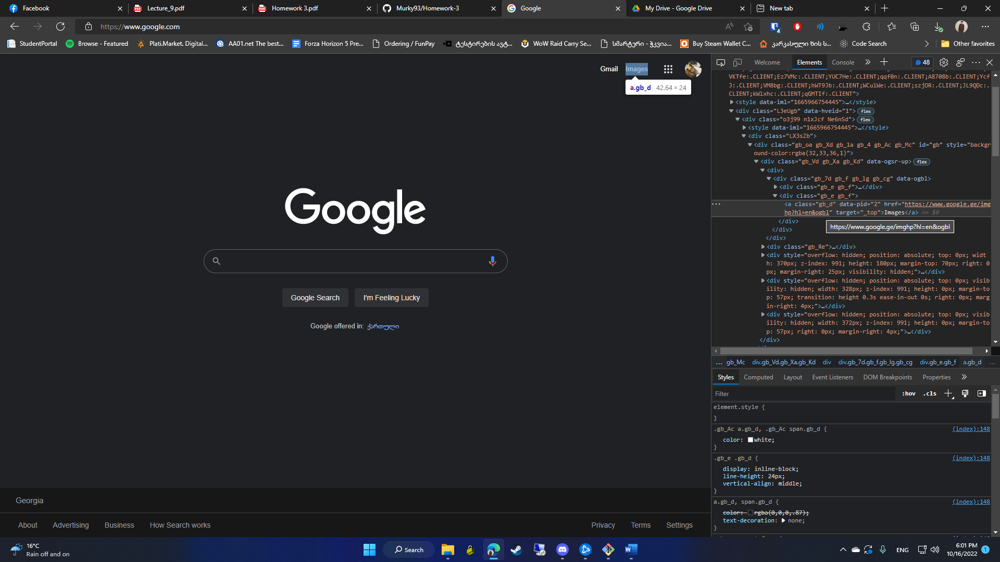 Facebook
Lecture_9.pdf
Homework 3.pdf
Murky93/Homework-3
Google
My Drive - Google Drive
New tab
https://www.google.com
4
StudentPortal
Browse - Featured
Plati.Market. Digital...
AA01.net The best...
Forza Horizon 5 Pre...
Ordering / FunPay
ტესტირების ავტ...
WoW Raid Carry Se...
სმარტერი - ჭკვია...
Buy Steam Wallet C...
კარკასული ხის ს...
Code Search
Other favorites
Gmail
Images
a.gb_d 42.64 × 24
Google
Google Search
I'm Feeling Lucky
Google offered in: ქართული
Georgia
About
Advertising
Business
How Search works
Privacy
Terms
Settings
Welcome
Elements
Console
48
VKTfe:.CLIENT;Ez7VMc:.CLIENT;YUC7He:.CLIENT;qqf0n:.CLIENT;A8708b:.CLIENT;Ycf
J:.CLIENT;VM8bg:.CLIENT;hWT9Jb:.CLIENT;WCulWe:.CLIENT;szjOR:.CLIENT;JL9QDc:.
CLIENT;kWlxhc:.CLIENT;qGMTIf:.CLIENT">
<style data-iml="1665966754445">…</style>
<div class="L3eUgb" data-hveid="1"> flex
<div class="o3j99 n1xJcf Ne6nSd"> flex
<style data-iml="1665966754445">…</style>
<div class="LX3sZb">
<div class="gb_oa gb_Xd gb_1a gb_4 gb_Ac gb_Mc" id="gb" style="backgr
ound-color:rgba(32,33,36,1)">
<div class="gb_Vd gb_Xa gb_Kd" data-ogsr-up> flex
<div>
<div class="gb_7d gb_f gb_lg gb_cg" data-ogbl>
<div class="gb_e gb_f">…</div>
<div class="gb_e gb_f">
<a class="gb_d" data-pid="2" href="https://www.google.ge/img
hp?hl=en&ogbl" target="_top">Images</a> == $0
</div>
https://www.google.ge/imghp?hl=en&ogbl
</div>
</div>
<div class="gb_Re">…</div>
<div style="overflow: hidden; position: absolute; top: 0px; widt
h: 370px; z-index: 991; height: 180px; margin-top: 70px; right: 0
px; margin-right: 25px; visibility: hidden;">…</div>
<div style="overflow: hidden; position: absolute; top: 0px; visib
ility: hidden; width: 328px; z-index: 991; height: 0px; margin-to
p: 57px; transition: height 0.3s ease-in-out 0s; right: 0px; marg
in-right: 4px;">…</div>
<div style="overflow: hidden; position: absolute; top: 0px; visib
ility: hidden; width: 372px; z-index: 991; height: 0px; margin-to
p: 57px; right: 0px; margin-right: 4px;">…</div>
</div>
... gb_Mc div.gb_Vd.gb_Xa.gb_Kd div div.gb_7d.gb_f.gb_lg.gb_cg div.gb_e.gb_f a.gb_d ...
Styles
Computed
Layout
Event Listeners
DOM Breakpoints
Properties
Filter
:hov
.cls
element.style {
}
.gb_Ac a.gb_d, .gb_Ac span.gb_d { (index):148
color: white;
}
.gb_e .gb_d { (index):148
display: inline-block;
line-height: 24px;
vertical-align: middle;
}
a.gb_d, span.gb_d { (index):148
color: rgba(0,0,0,.87);
text-decoration: none;
}
16°C
Rain off and on
Search
ENG
6:01 PM
10/16/2022
1